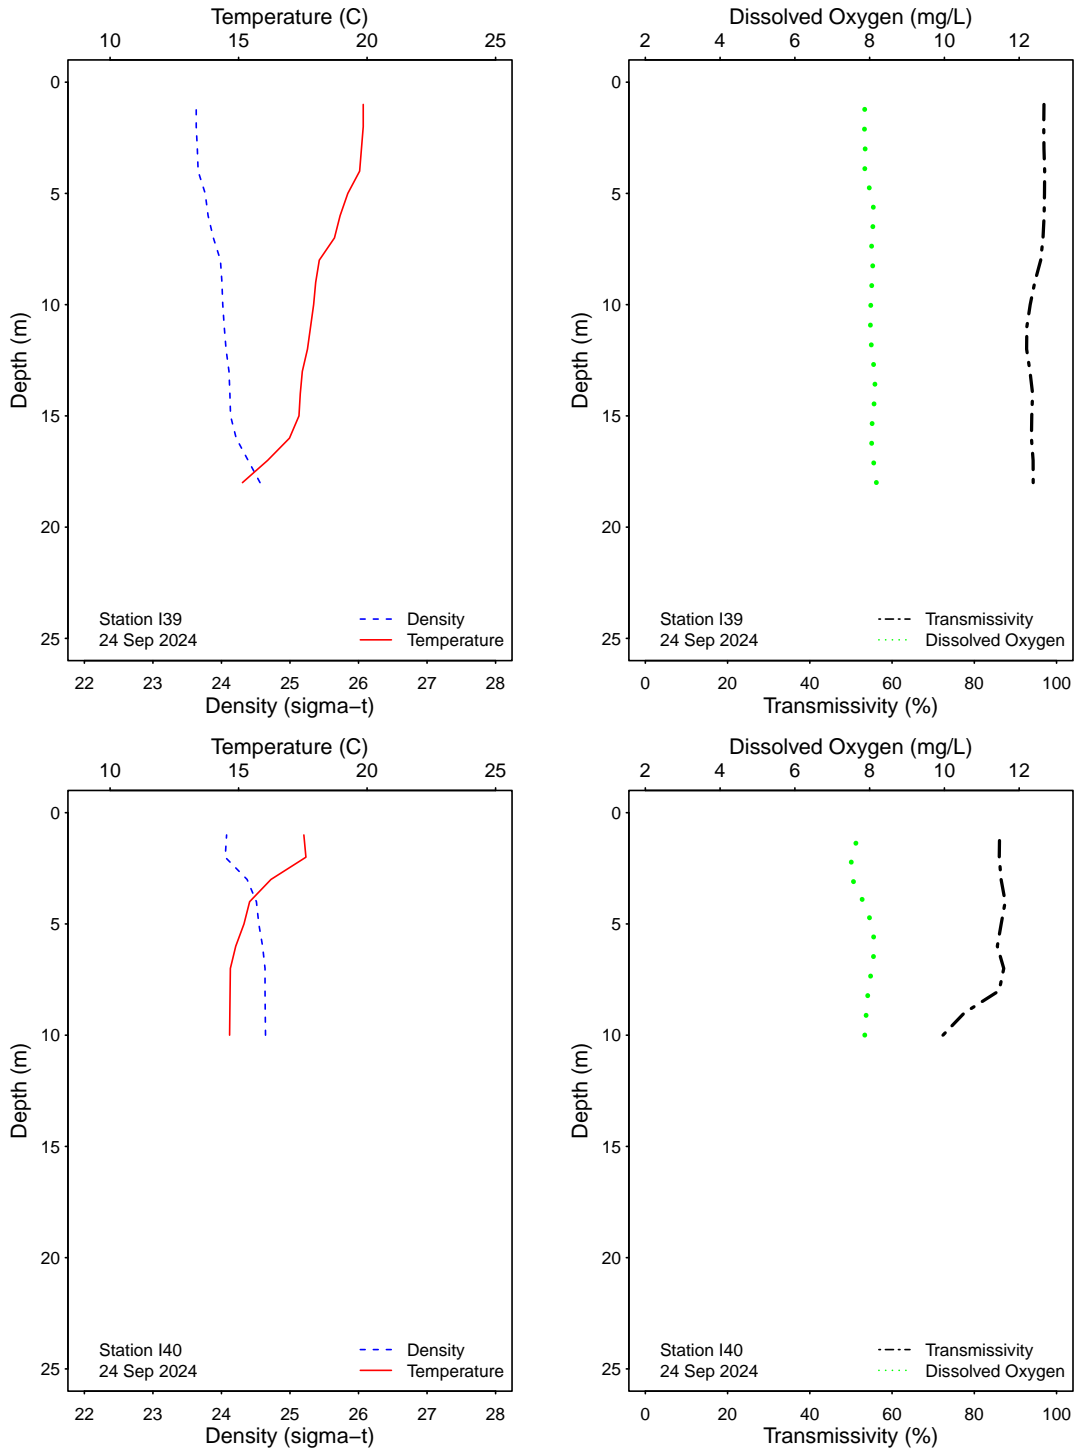 Temperature (C)
10 15 20 25
0
5
10
15
20
25
Depth (m)
Station I39
24 Sep 2024
Density
Temperature
22 23 24 25 26 27 28
Density (sigma−t)
Dissolved Oxygen (mg/L)
2 4 6 8 10 12
0
5
10
15
20
25
Depth (m)
Station I39
24 Sep 2024
Transmissivity
Dissolved Oxygen
0 20 40 60 80 100
Transmissivity (%)
Temperature (C)
10 15 20 25
0
5
10
15
20
25
Depth (m)
Station I40
24 Sep 2024
Density
Temperature
22 23 24 25 26 27 28
Density (sigma−t)
Dissolved Oxygen (mg/L)
2 4 6 8 10 12
0
5
10
15
20
25
Depth (m)
Station I40
24 Sep 2024
Transmissivity
Dissolved Oxygen
0 20 40 60 80 100
Transmissivity (%)